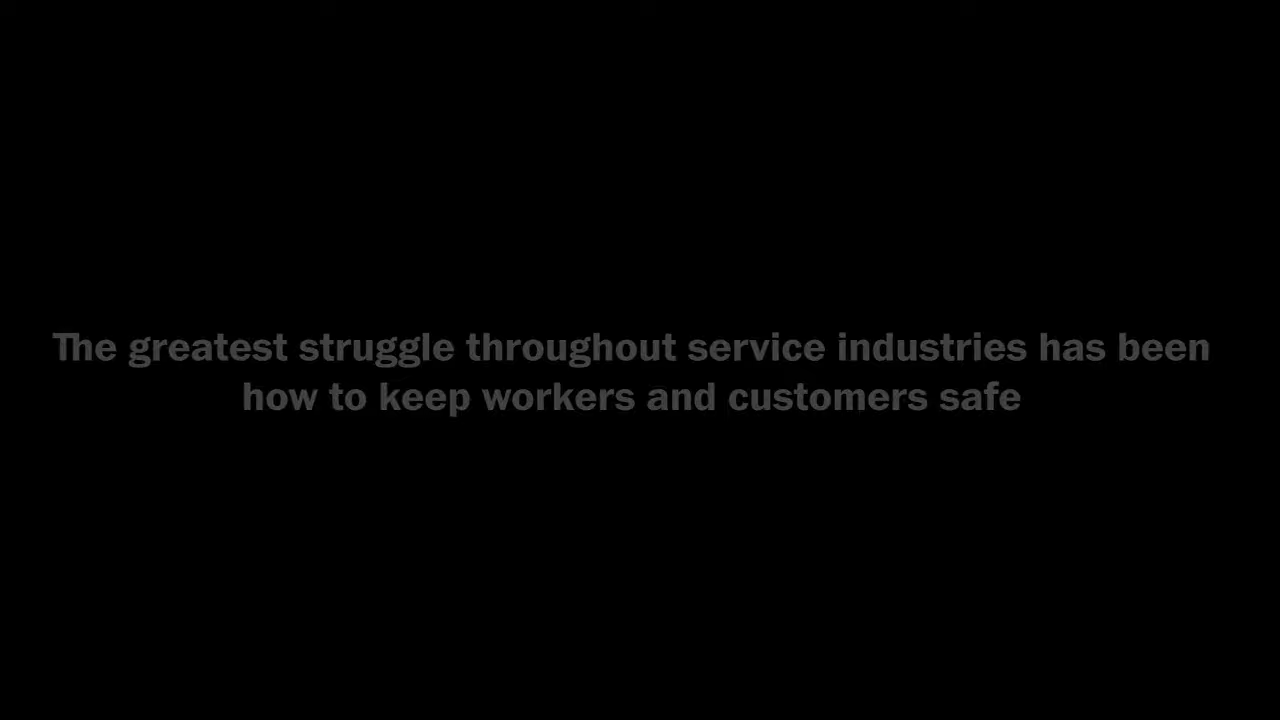 The greatest struggle throughout service industries has been
how to keep workers and customers safe